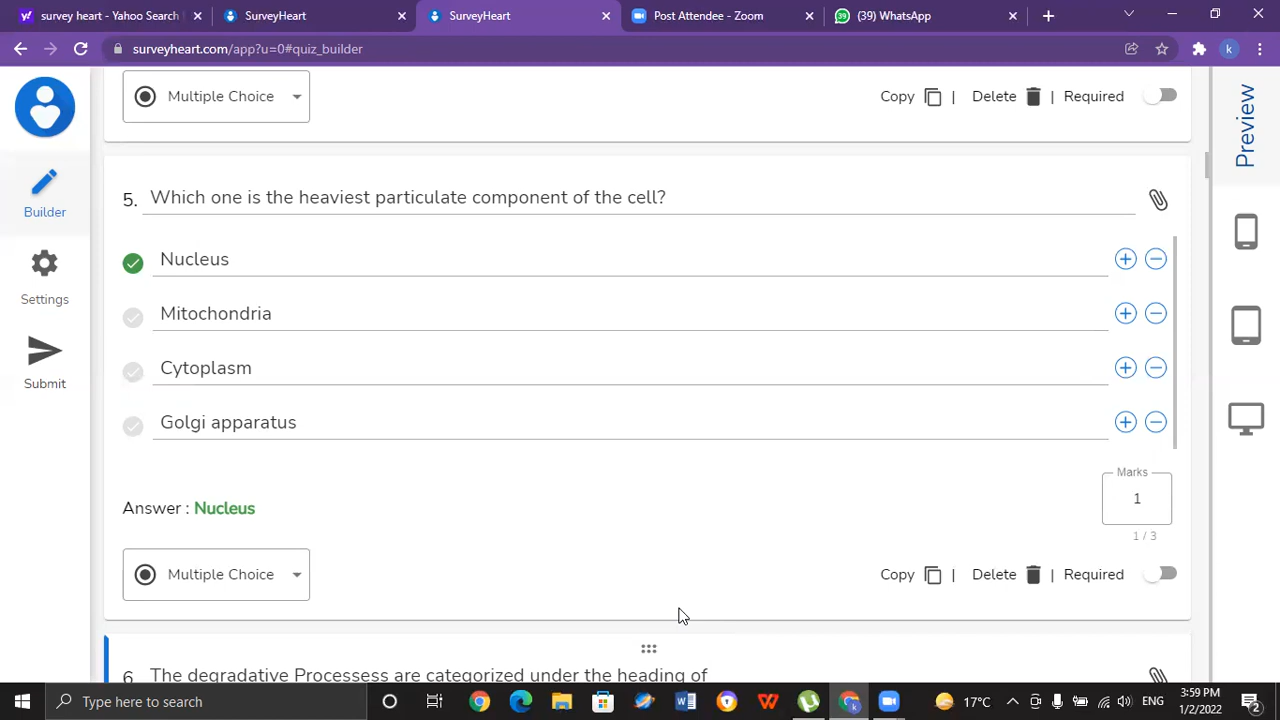 survey heart - Yahoo Search
SurveyHeart
SurveyHeart
Post Attendee - Zoom
(39) WhatsApp
surveyheart.com/app?u=0#quiz_builder
k
Multiple Choice
Copy | Delete | Required
Preview
Builder
Settings
Submit
5. Which one is the heaviest particulate component of the cell?
Nucleus
Mitochondria
Cytoplasm
Golgi apparatus
Marks
1
1 / 3
Answer : Nucleus
Multiple Choice
Copy | Delete | Required
6. The degradative Processess are categorized under the heading of
Type here to search
17°C
ENG
3:59 PM
1/2/2022
2